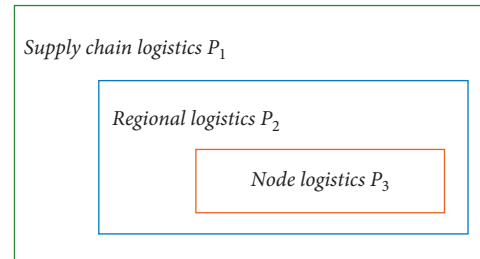 Supply chain logistics P₁
Regional logistics P₂
Node logistics P₃